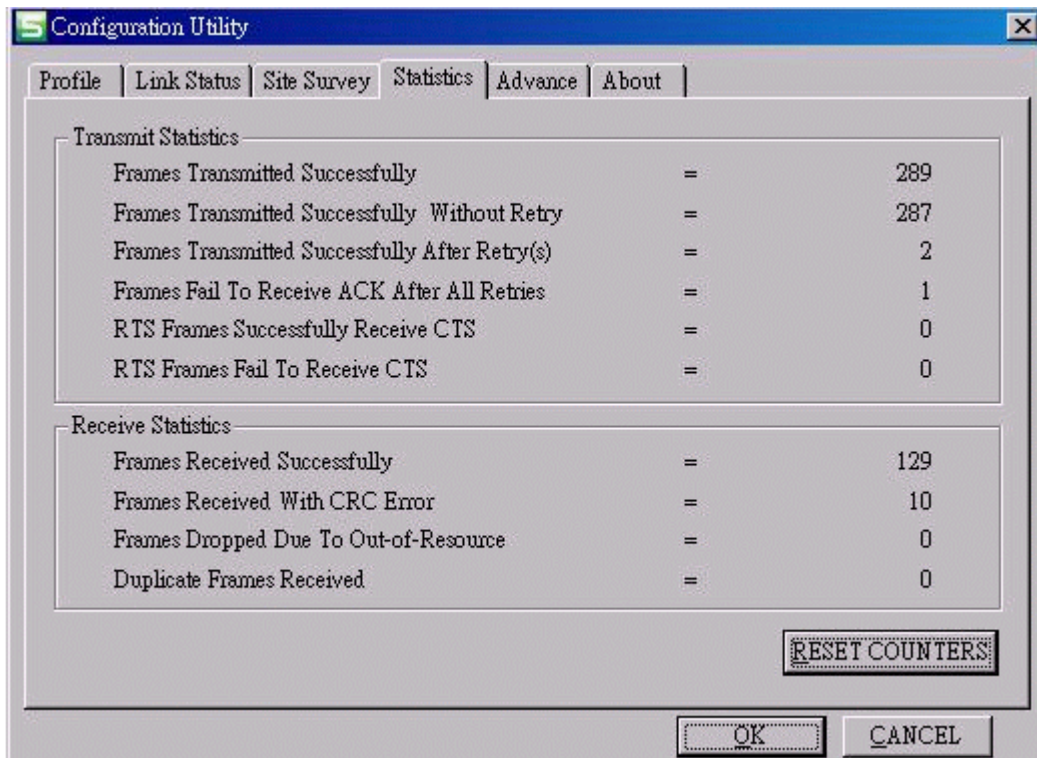 S Configuration Utility
Profile Link Status Site Survey Statistics Advance About
Transmit Statistics
Frames Transmitted Successfully = 289
Frames Transmitted Successfully Without Retry = 287
Frames Transmitted Successfully After Retry(s) = 2
Frames Fail To Receive ACK After All Retries = 1
RTS Frames Successfully Receive CTS = 0
RTS Frames Fail To Receive CTS = 0
Receive Statistics
Frames Received Successfully = 129
Frames Received With CRC Error = 10
Frames Dropped Due To Out-of-Resource = 0
Duplicate Frames Received = 0
RESET COUNTERS
OK CANCEL